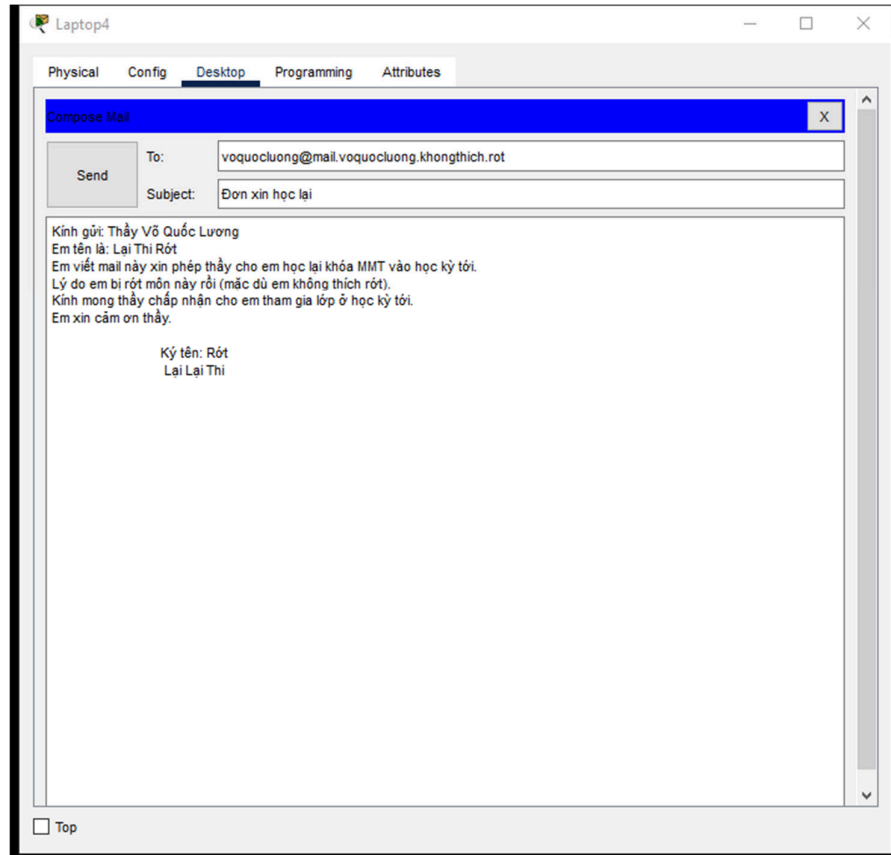 Laptop4
Physical Config Desktop Programming Attributes
Compose Mail X
Send
To: voquocluong@mail.voquocluong.khongthich.rot
Subject: Đơn xin học lại
Kính gửi: Thầy Võ Quốc Lương
Em tên là: Lại Thi Rớt
Em viết mail này xin phép thầy cho em học lại khóa MMT vào học kỳ tới.
Lý do em bị rớt môn này rồi (măc dù em không thích rớt).
Kính mong thầy chấp nhận cho em tham gia lớp ở học kỳ tới.
Em xin cảm ơn thầy.
Ký tên: Rớt
Lại Lại Thi
Top